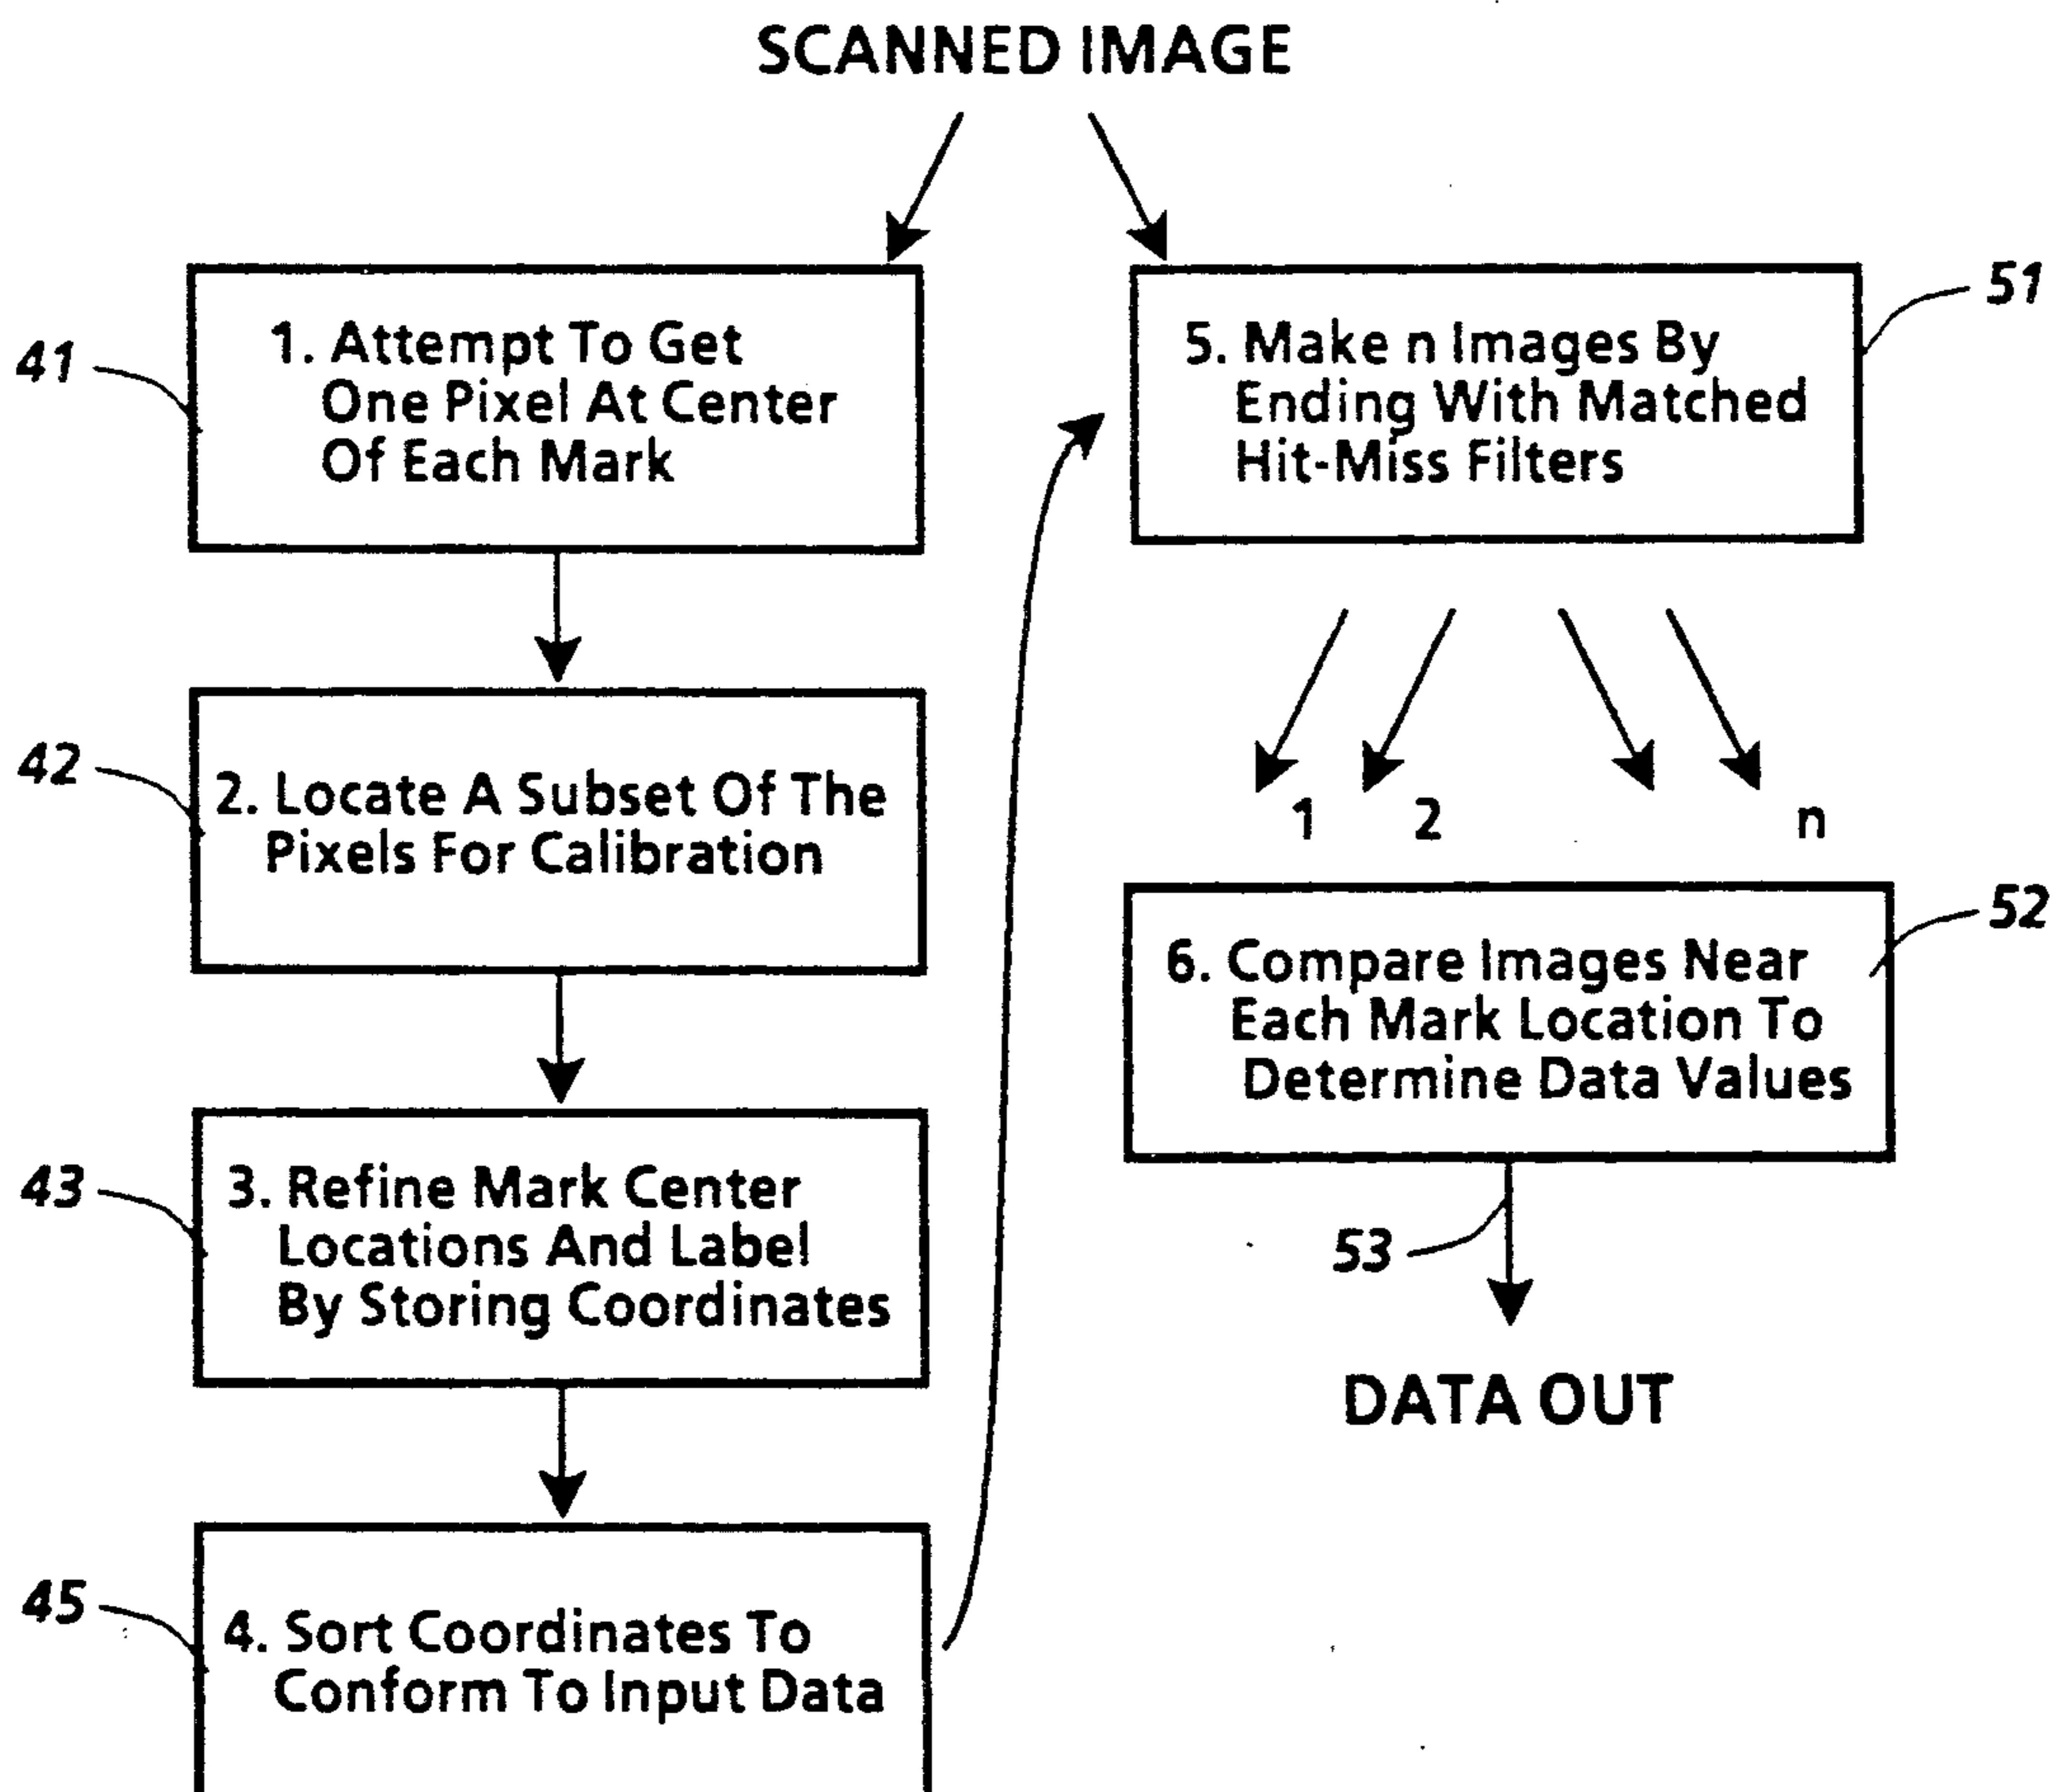 SCANNED IMAGE
41
1. Attempt To Get
One Pixel At Center
Of Each Mark
42
2. Locate A Subset Of The
Pixels For Calibration
43
3. Refine Mark Center
Locations And Label
By Storing Coordinates
45
4. Sort Coordinates To
Conform To Input Data
51
5. Make n Images By
Ending With Matched
Hit-Miss Filters
1 2 n
52
6. Compare Images Near
Each Mark Location To
Determine Data Values
53
DATA OUT